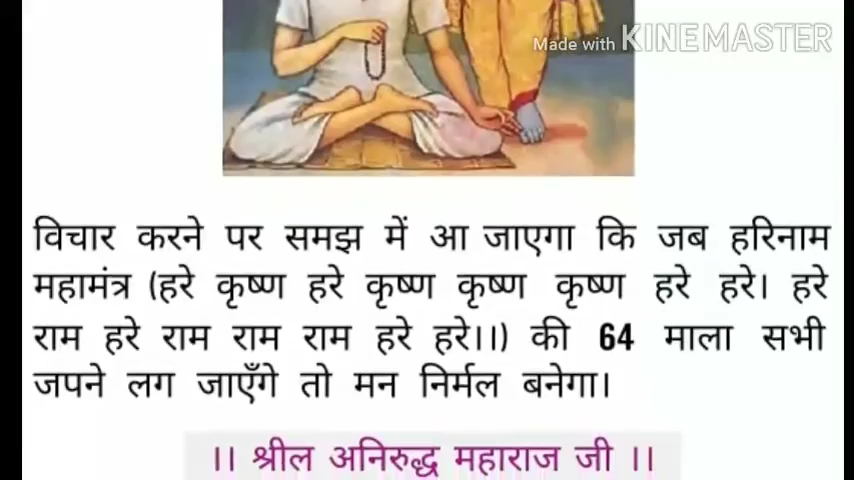 Made with KINEMASTER
विचार करने पर समझ में आ जाएगा कि जब हरिनाम
महामंत्र (हरे कृष्ण हरे कृष्ण कृष्ण कृष्ण हरे हरे। हरे
राम हरे राम राम राम हरे हरे।।) की 64 माला सभी
जपने लग जाएँगे तो मन निर्मल बनेगा।
।। श्रील अनिरुद्ध महाराज जी ।।